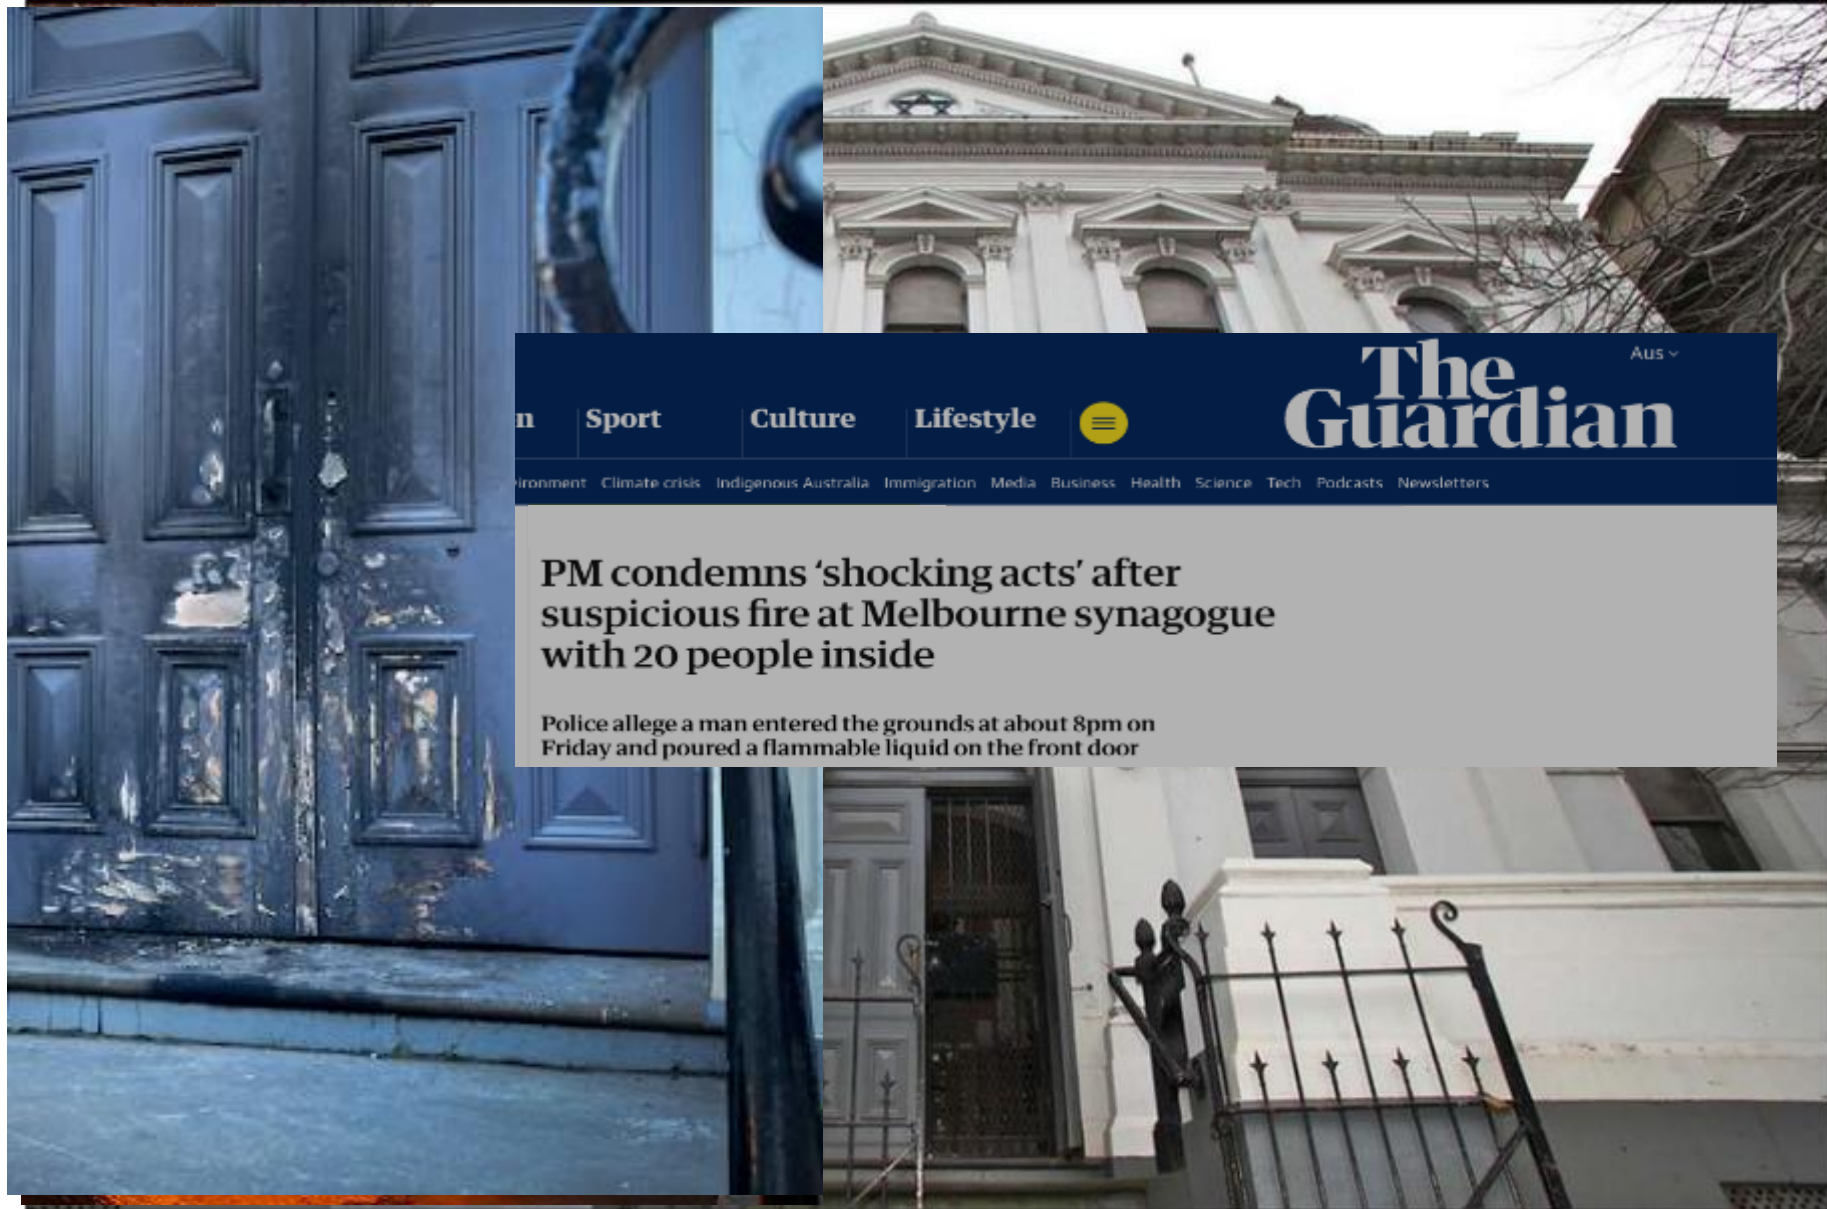 Aus
The
Guardian
n Sport Culture Lifestyle
ironment Climate crisis Indigenous Australia Immigration Media Business Health Science Tech Podcasts Newsletters
PM condemns ‘shocking acts’ after
suspicious fire at Melbourne synagogue
with 20 people inside
Police allege a man entered the grounds at about 8pm on
Friday and poured a flammable liquid on the front door